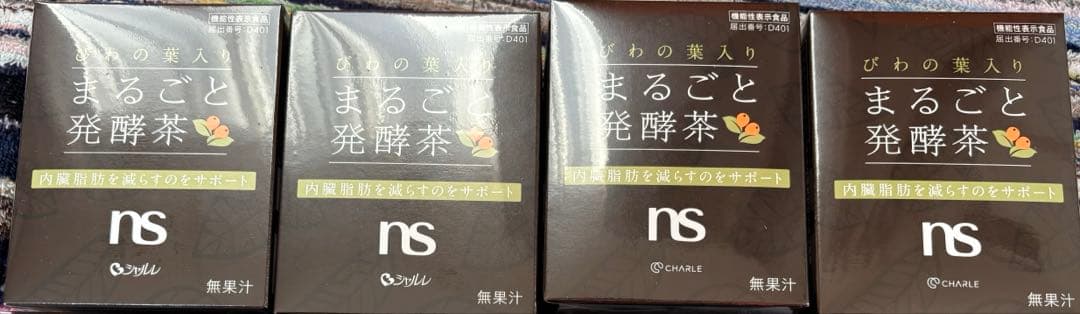 機能性表示食品
届出番号:D401
びわの葉入り
まるごと
発酵茶
内臓脂肪を減らすのをサポート
ns
シャルレ
無果汁
機能性表示食品
届出番号:D401
びわの葉入り
まるごと
発酵茶
内臓脂肪を減らすのをサポート
ns
シャルレ
無果汁
機能性表示食品
届出番号:D401
びわの葉入り
まるごと
発酵茶
内臓脂肪を減らすのをサポート
ns
CHARLE
無果汁
機能性表示食品
届出番号:D401
びわの葉入り
まるごと
発酵茶
内臓脂肪を減らすのをサポート
ns
CHARLE
無果汁